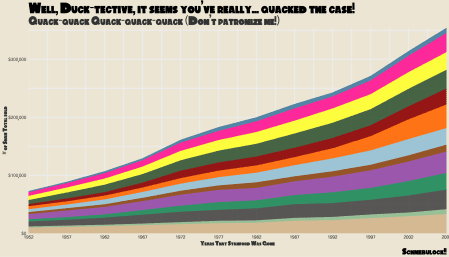 Well, Duck-tective, it seems you've really... quacked the case!
Quack-quack Quack-quack-quack (Don't patronize me!)
$300,000
$200,000
$100,000
$0
1952 1957 1962 1967 1972 1977 1982 1987 1992 1997 2002 200
Years That Stanford Was Gone
Schmebulock!